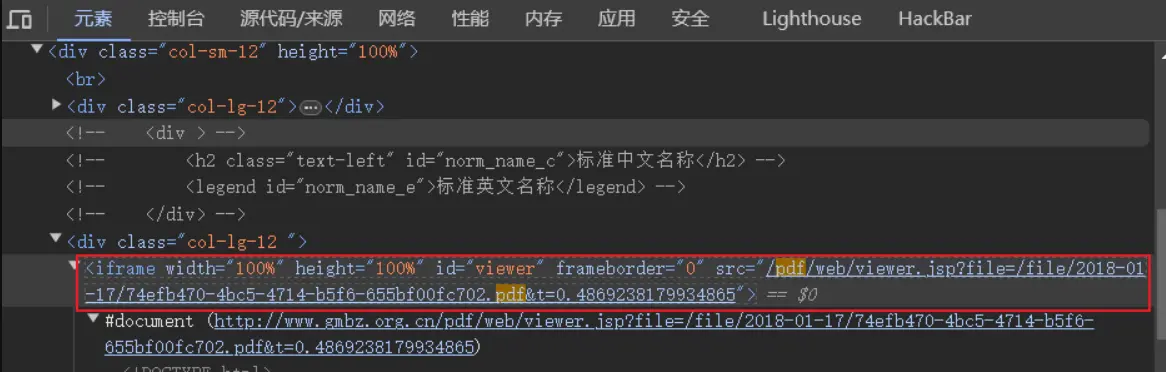 元素 控制台 源代码/来源 网络 性能 内存 应用 安全 Lighthouse HackBar
<div class="col-sm-12" height="100%">
<br>
<div class="col-lg-12">⋯</div>
<!-- <div > -->
<!-- <h2 class="text-left" id="norm_name_c">标准中文名称</h2> -->
<!-- <legend id="norm_name_e">标准英文名称</legend> -->
<!-- </div> -->
<div class="col-lg-12 ">
<iframe width="100%" height="100%" id="viewer" frameborder="0" src="/pdf/web/viewer.jsp?file=/file/2018-01
-17/74efb470-4bc5-4714-b5f6-655bf00fc702.pdf&t=0.4869238179934865"> == $0
#document (http://www.gmbz.org.cn/pdf/web/viewer.jsp?file=/file/2018-01-17/74efb470-4bc5-4714-b5f6-
655bf00fc702.pdf&t=0.4869238179934865)
<!DOCTYPE html>